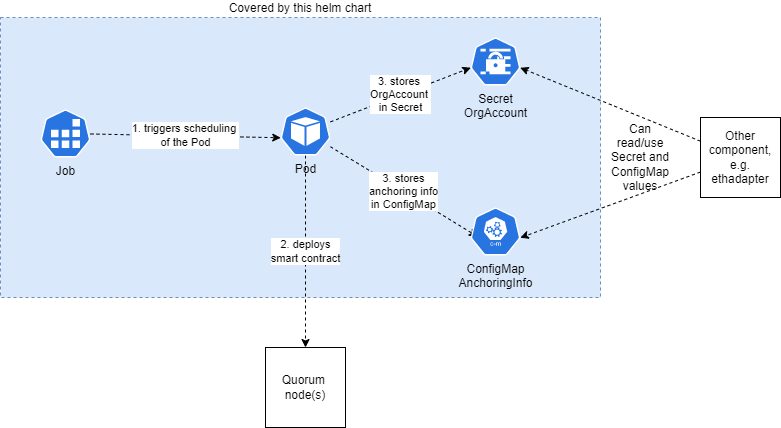 Covered by this helm chart
3. stores
OrgAccount
in Secret
Secret
OrgAccount
1. triggers scheduling
of the Pod
Job
Pod
Can
read/use
Secret and
ConfigMap
values
Other
component,
e.g.
ethadapter
3. stores
anchoring info
in ConfigMap
c-m
ConfigMap
AnchoringInfo
2. deploys
smart contract
Quorum
node(s)